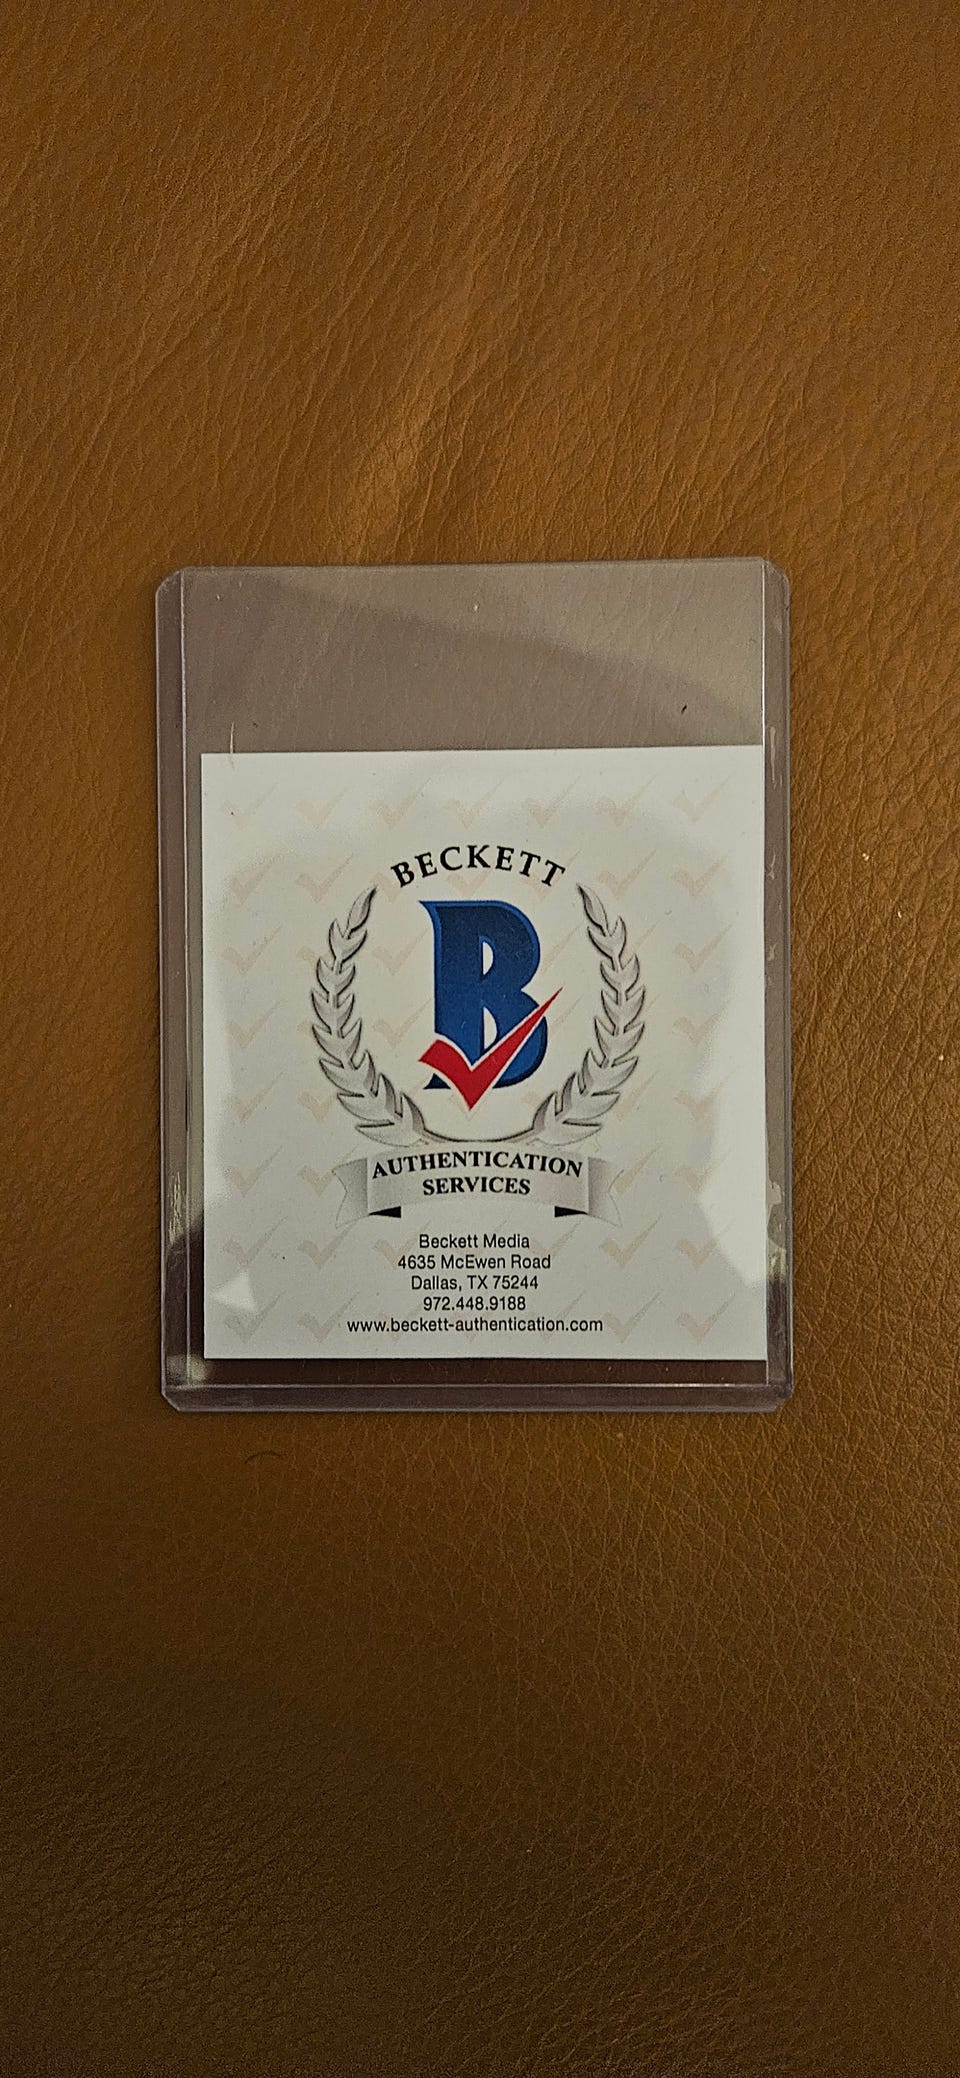 BECKETT
B
AUTHENTICATION
SERVICES
Beckett Media
4635 McEwen Road
Dallas, TX 75244
972.448.9188
www.beckett-authentication.com